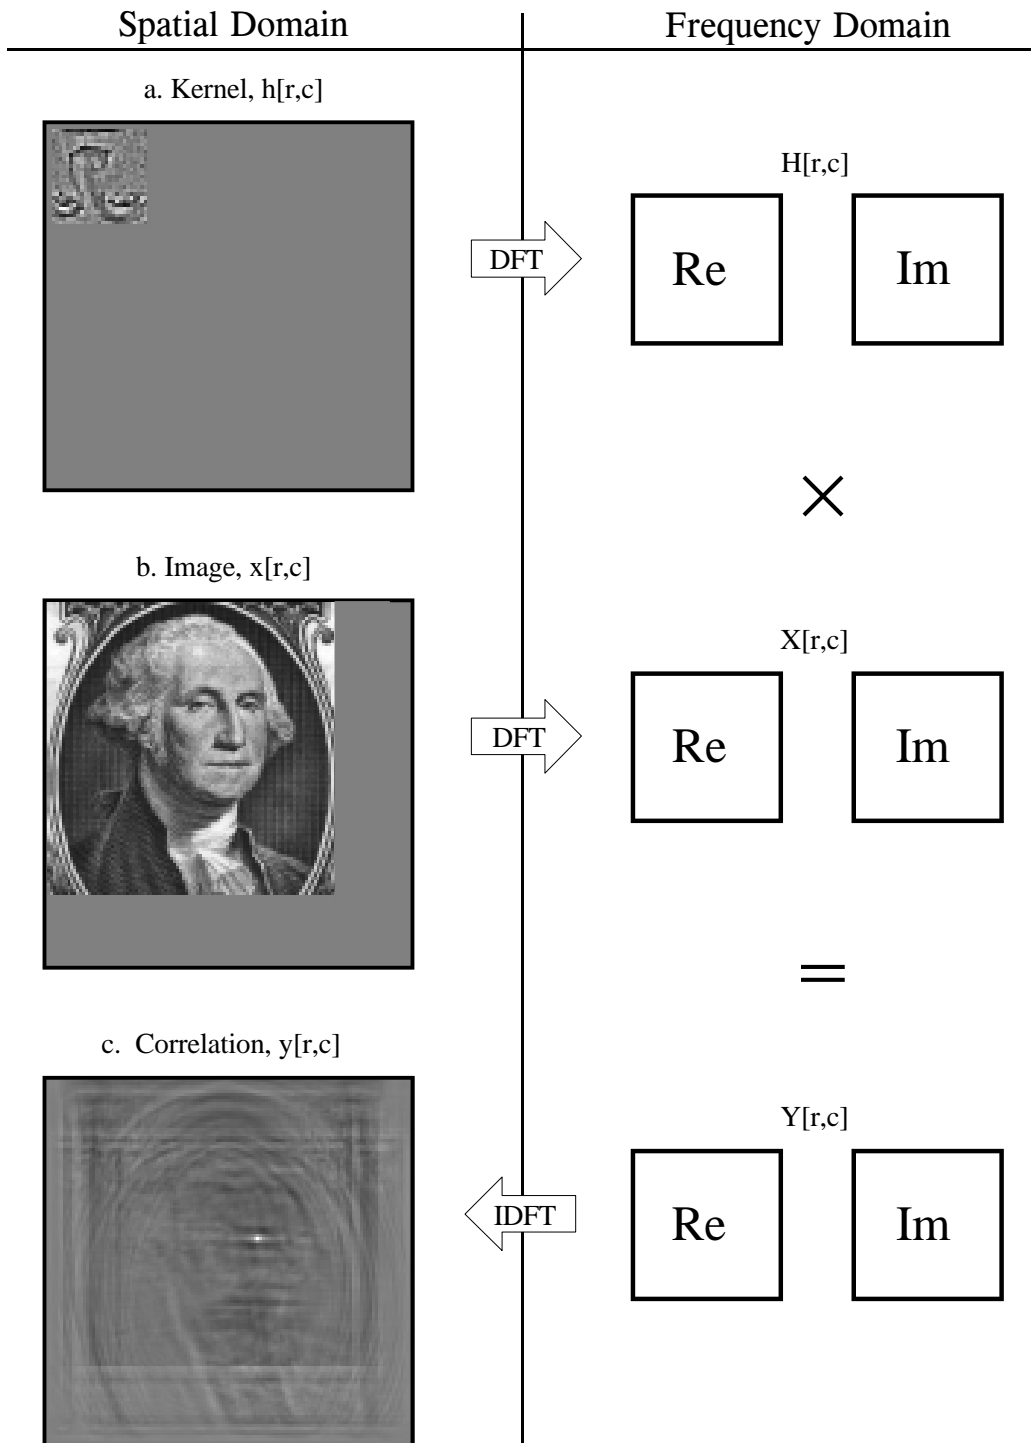 Spatial Domain
Frequency Domain
a. Kernel, h[r,c]
H[r,c]
DFT
Re
Im
×
b. Image, x[r,c]
X[r,c]
DFT
Re
Im
=
c. Correlation, y[r,c]
Y[r,c]
IDFT
Re
Im